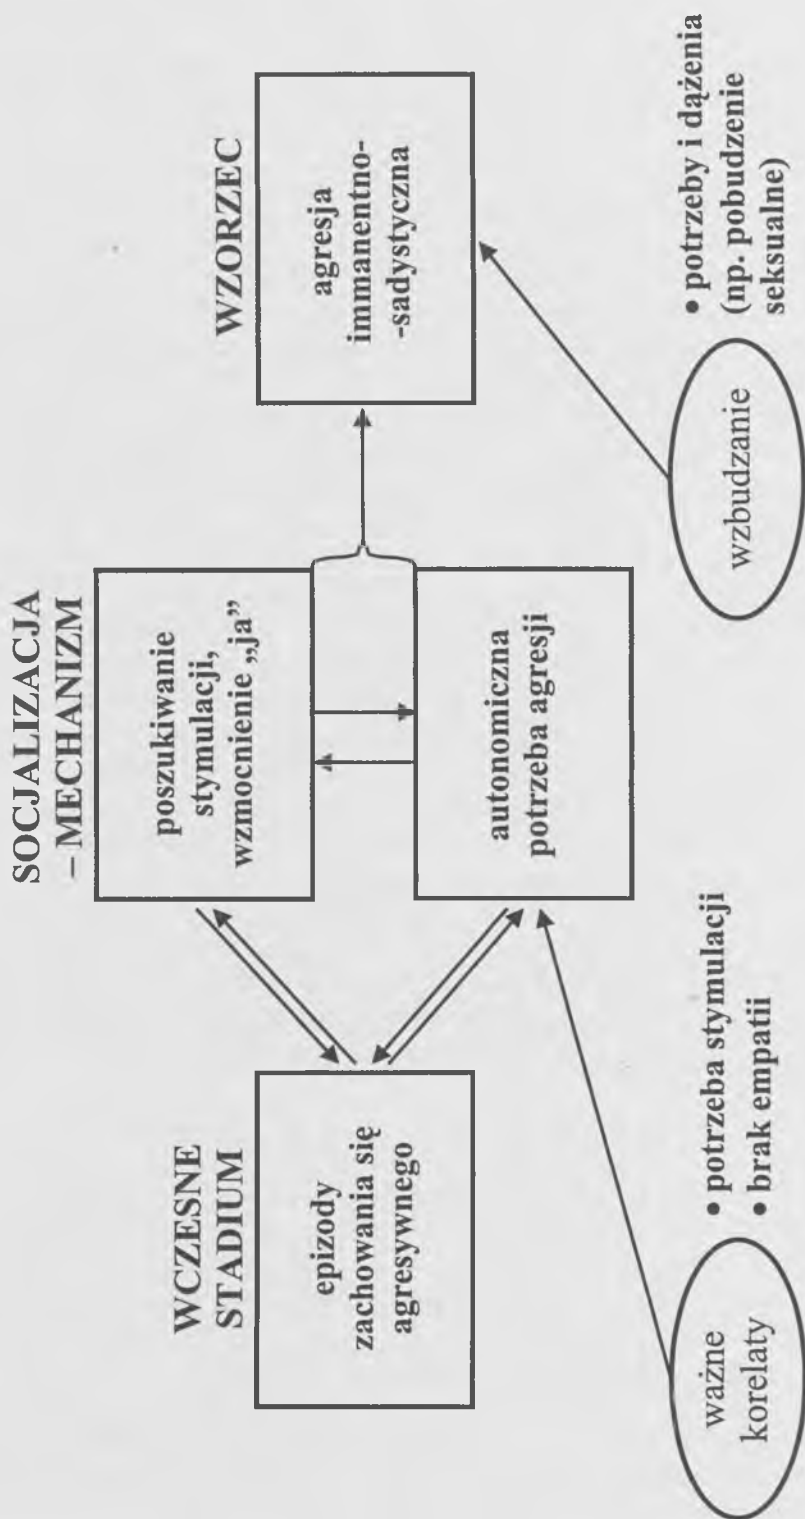 WCZESNE
STADIUM
epizody
zachowania się
agresywnego
SOCJALIZACJA
– MECHANIZM
poszukiwanie
stymulacji,
wzmocnienie „ja”
autonomiczna
potrzeba agresji
WZORZEC
agresja
immanentno-
-sadystyczna
ważne
korelaty
• potrzeba stymulacji
• brak empatii
wzbudzanie
• potrzeby i dążenia
(np. pobudzenie
seksualne)